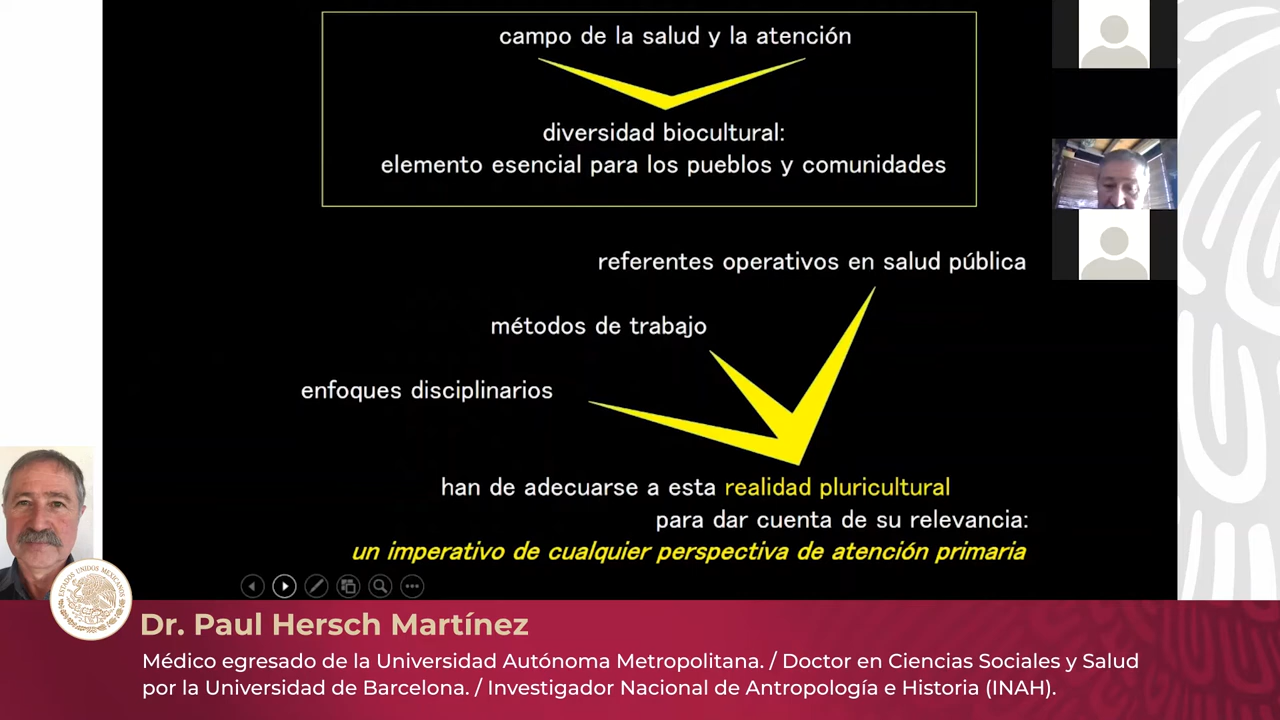 campo de la salud y la atención
diversidad biocultural:
elemento esencial para los pueblos y comunidades
referentes operativos en salud pública
métodos de trabajo
enfoques disciplinarios
han de adecuarse a esta realidad pluricultural
para dar cuenta de su relevancia:
un imperativo de cualquier perspectiva de atención primaria
ESTADOS UNIDOS MEXICANOS
Dr. Paul Hersch Martínez
Médico egresado de la Universidad Autónoma Metropolitana. / Doctor en Ciencias Sociales y Salud
por la Universidad de Barcelona. / Investigador Nacional de Antropología e Historia (INAH).